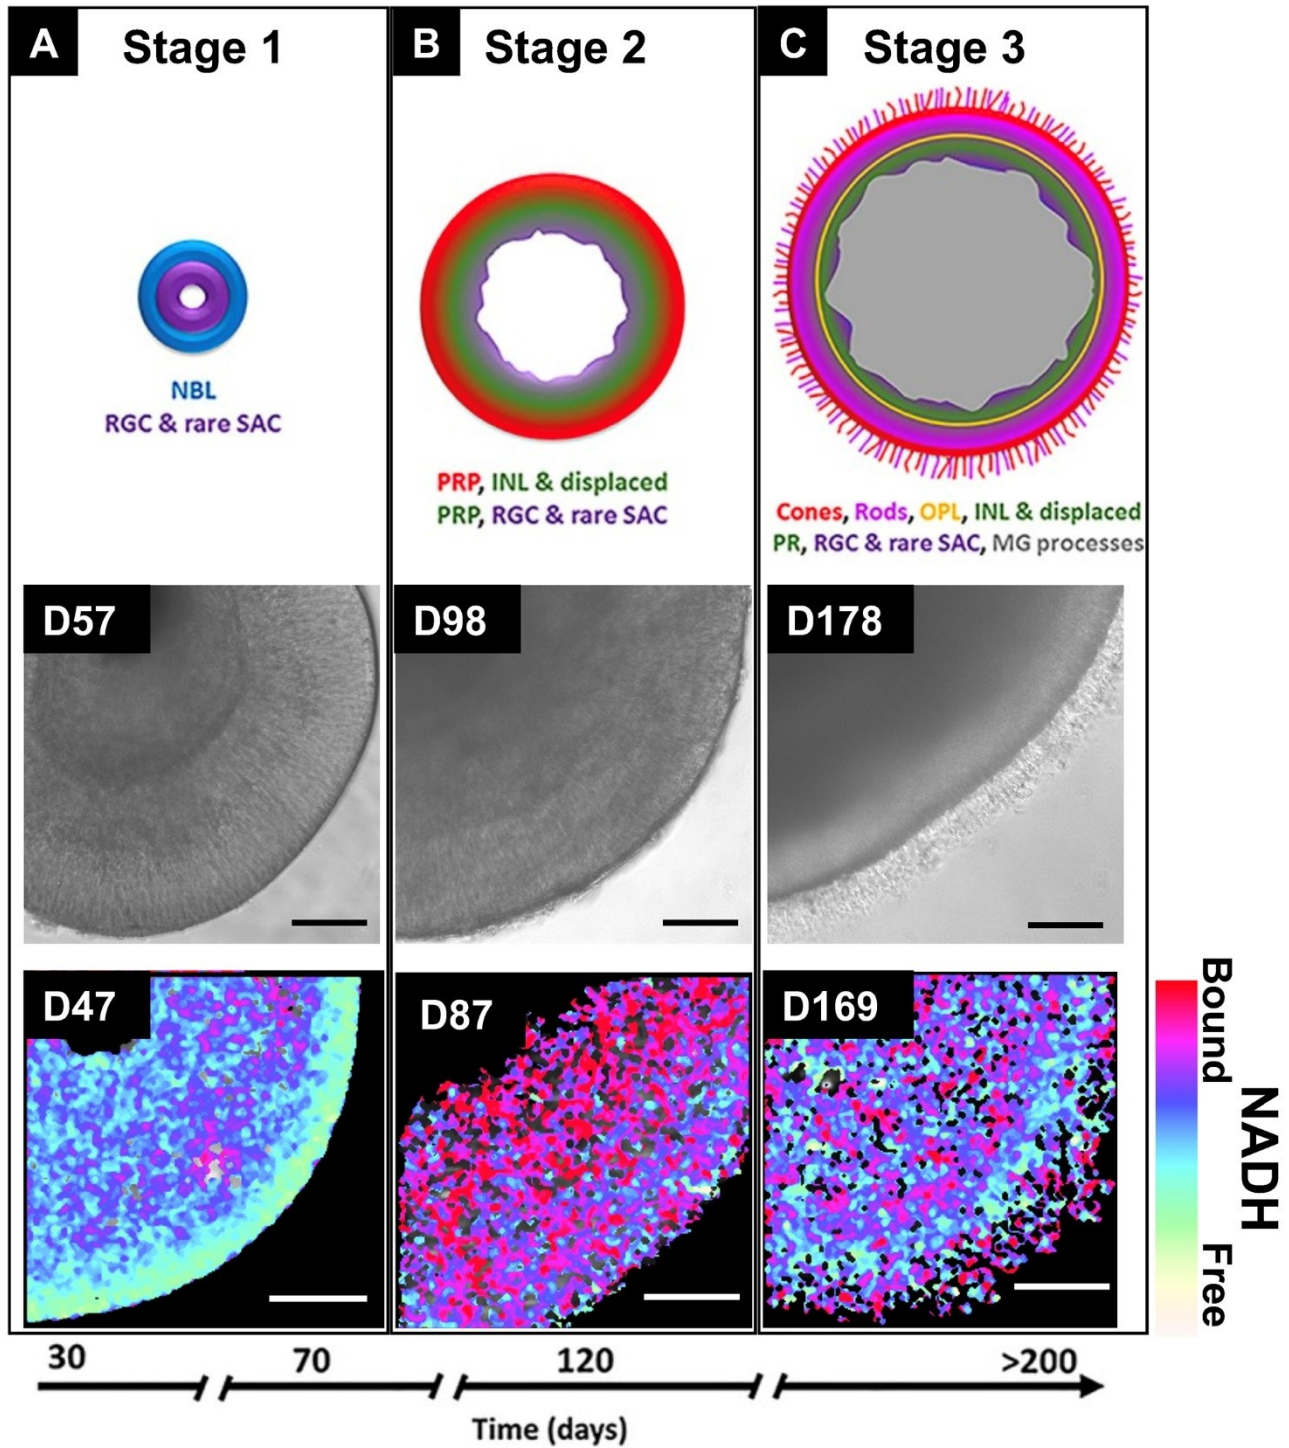 A Stage 1
NBL
RGC & rare SAC
D57
D47
B Stage 2
PRP, INL & displaced
PRP, RGC & rare SAC
D98
D87
C Stage 3
Cones, Rods, OPL, INL & displaced
PR, RGC & rare SAC, MG processes
D178
D169
Bound
Free
NADH
30 70 120 >200
Time (days)